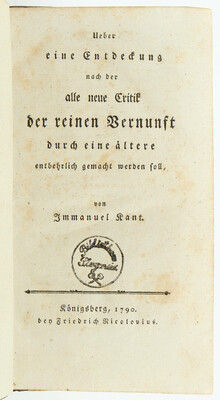 Ueber
eine Entdeckung
nach der
alle neue Critik
der reinen Vernunft
durch eine ältere
entbehrlich gemacht werden soll,
von
Immanuel Kant.
Königsberg, 1790.
bey Friedrich Nicolovius.